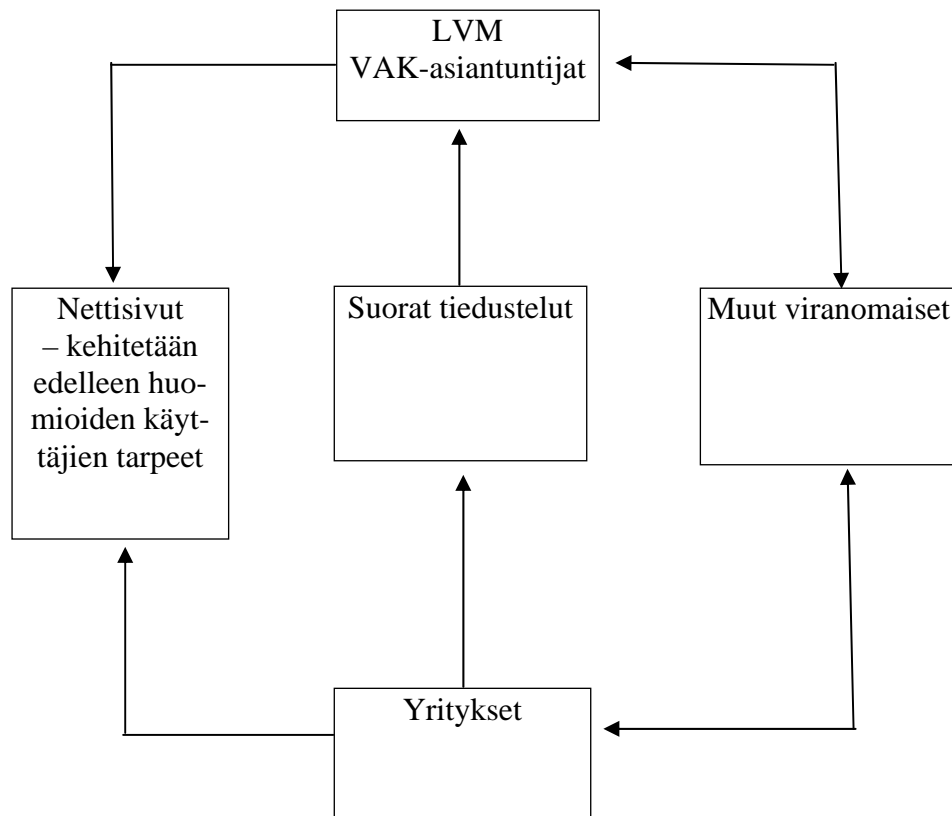 LVM
VAK-asiantuntijat
Nettisivut
– kehitetään
edelleen huo-
mioiden käyt-
täjien tarpeet
Suorat tiedustelut
Muut viranomaiset
Yritykset